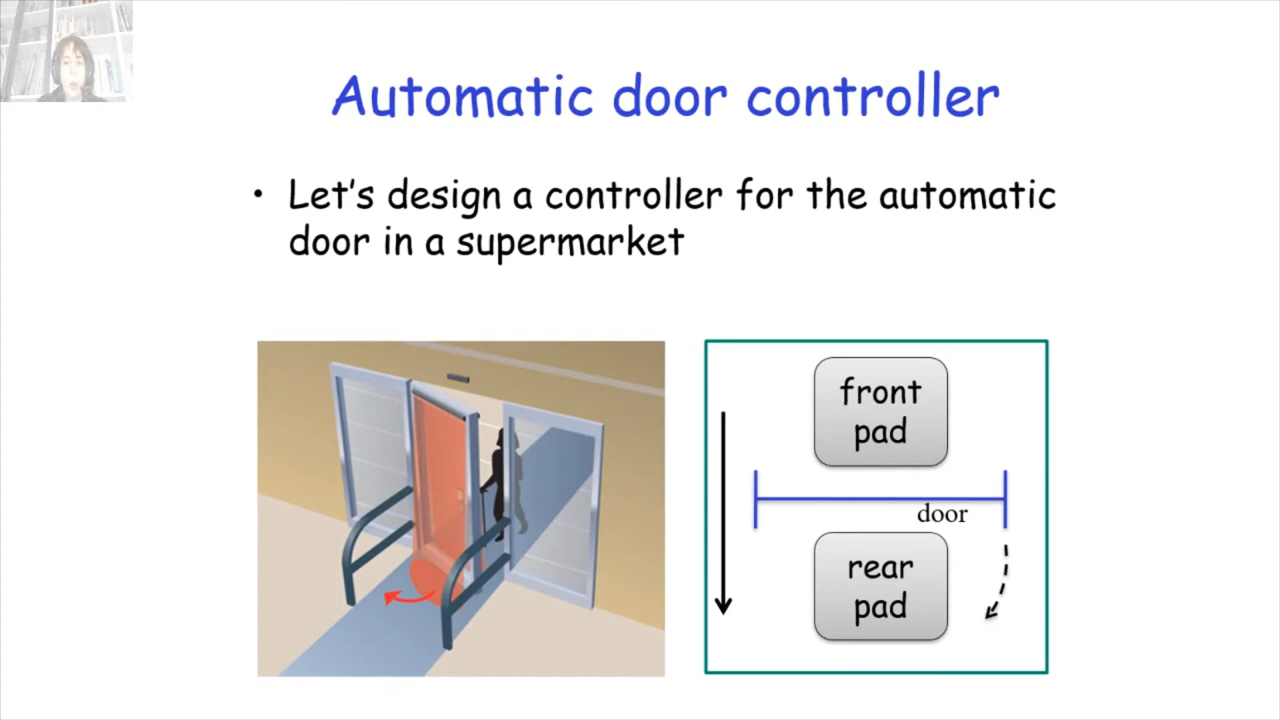 Automatic door controller
• Let's design a controller for the automatic
door in a supermarket
front
pad
door
rear
pad